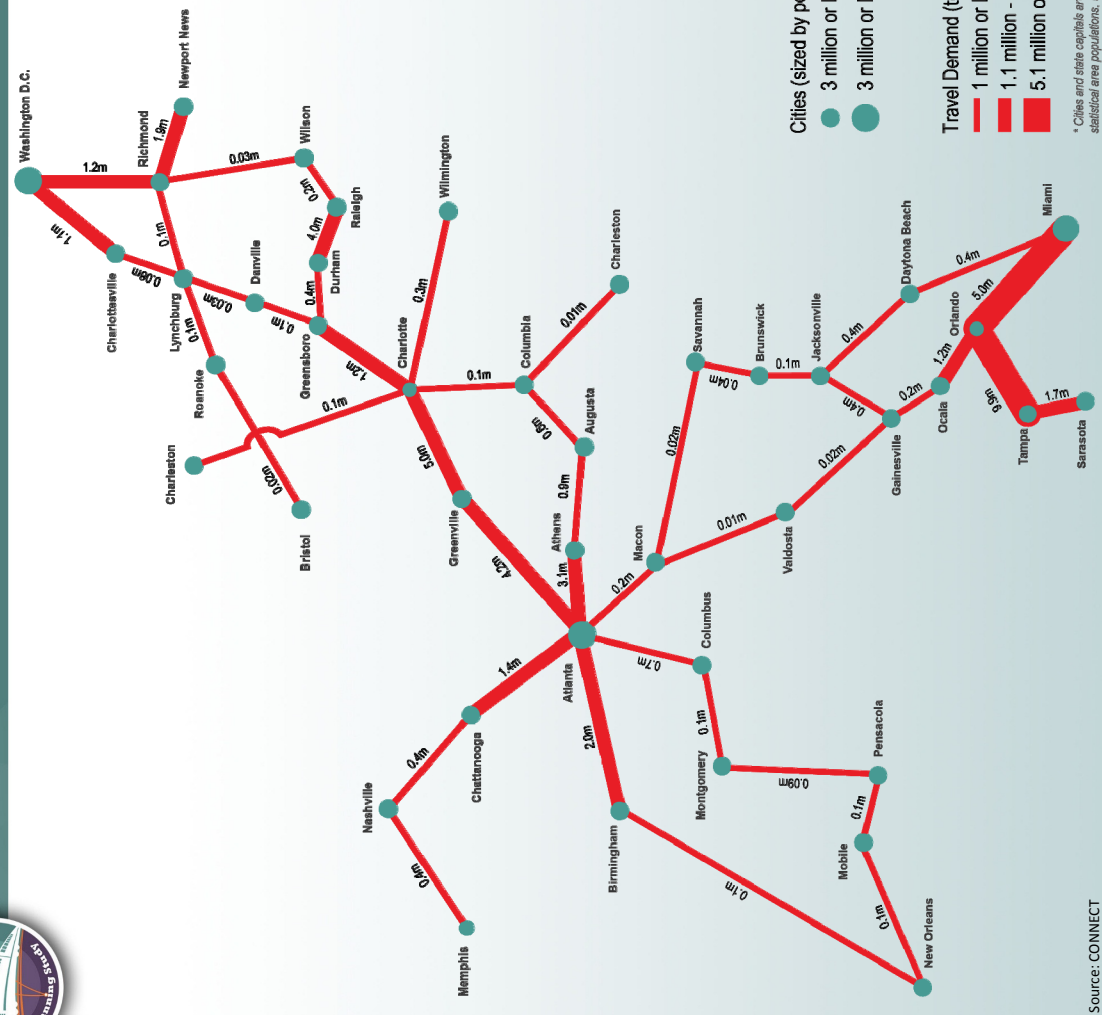 Washington D.C.
Newport News
Richmond
1.9m
1.2m
1.1m
Wilson
0.03m
0.2m
Raleigh
4.0m
Durham
0.4m
0.1m
Charlottesville
0.06m
Lynchburg
0.03m
Danville
0.1m
Greensboro
0.1m
Roanoke
0.02m
Bristol
Charleston
0.1m
1.2m
Charlotte
0.3m
Wilmington
0.1m
Columbia
0.01m
Charleston
0.8m
Augusta
0.9m
Athens
3.1m
5.0m
Greenville
4.2m
Atlanta
1.4m
Chattanooga
0.4m
Nashville
0.4m
Memphis
2.0m
Birmingham
0.1m
New Orleans
0.1m
Mobile
0.1m
Pensacola
0.09m
Montgomery
0.1m
Columbus
0.7m
0.2m
Macon
0.02m
Savannah
0.04m
Brunswick
0.1m
Jacksonville
0.4m
Daytona Beach
0.4m
Miami
0.4m
0.01m
Valdosta
0.02m
Gainesville
0.2m
Ocala
1.2m
Orlando
5.0m
Tampa
1.7m
Sarasota
Cities (sized by
3 million or
3 million or
Travel Demand
1 million or
1.1 million -
5.1 million
* Cities and state capitals
statistical area populations.
Source: CONNECT
Study